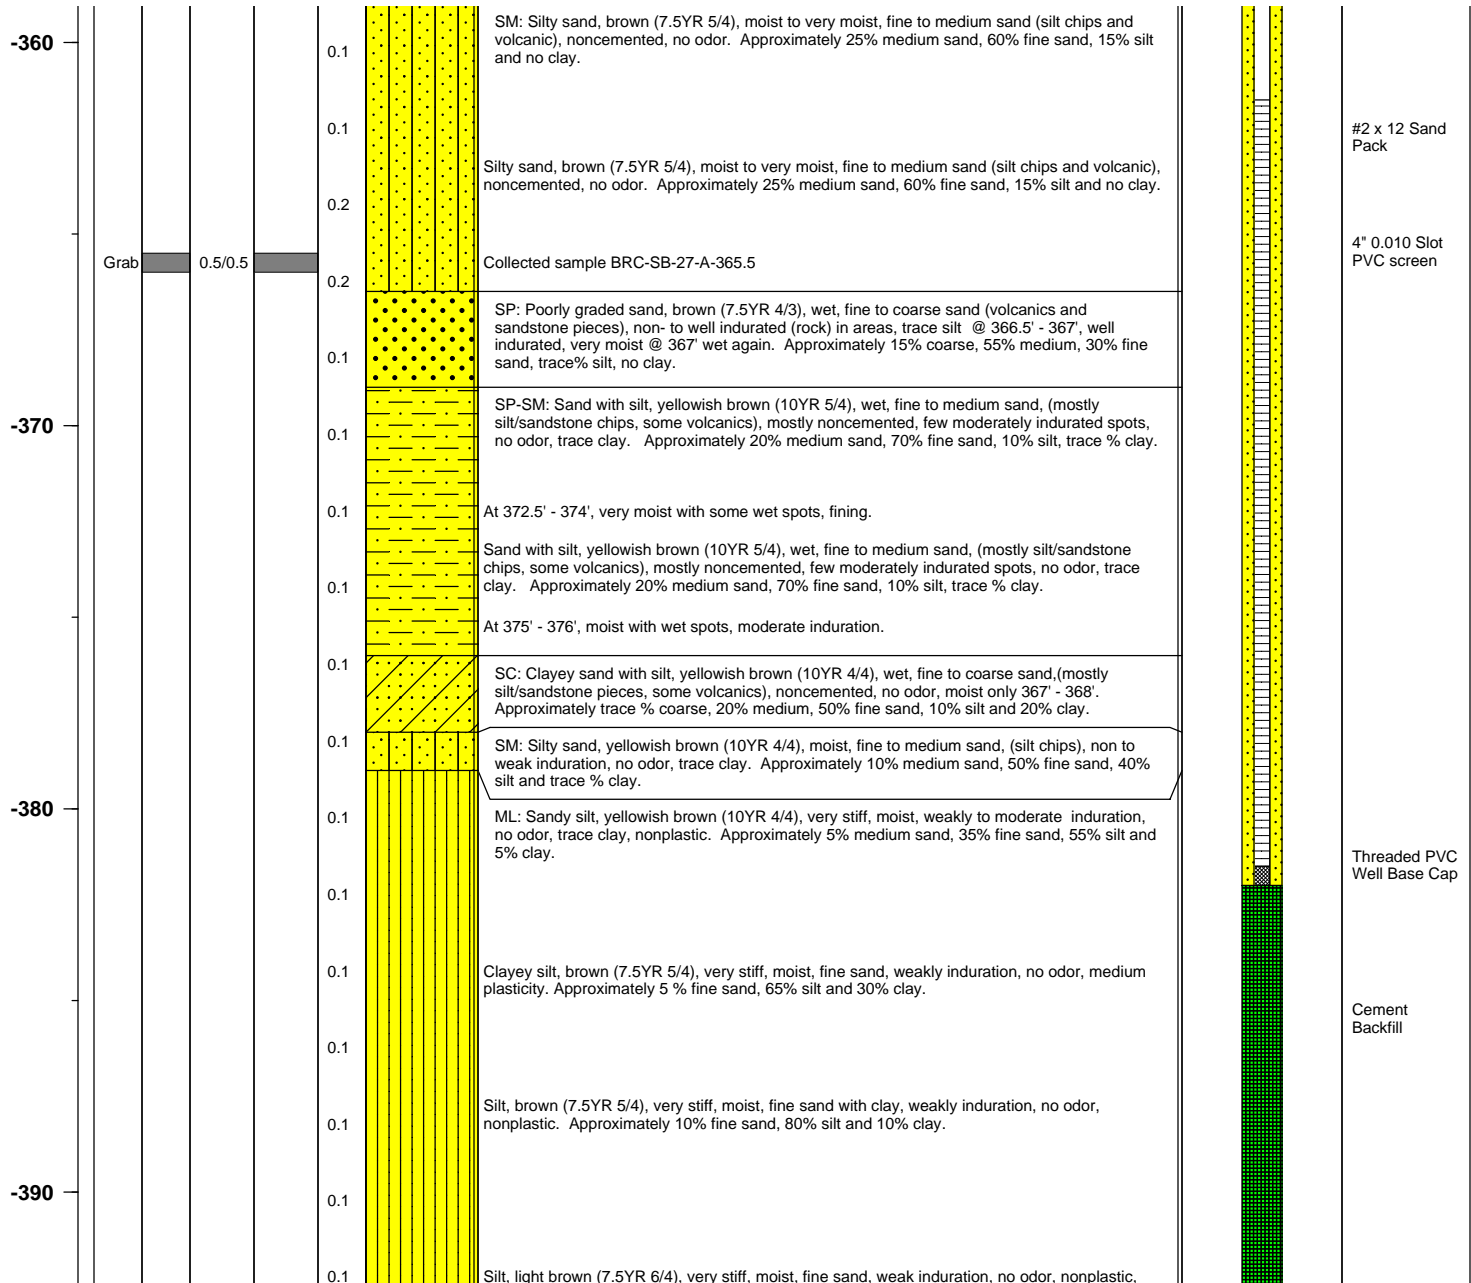 SM: Silty sand, brown (7.5YR 5/4), moist to very moist, fine to medium sand (silt chips and
volcanic), noncemented, no odor.  Approximately 25% medium sand, 60% fine sand, 15% silt
and no clay.
-360
0.1
0.1
#2 x 12 Sand
Pack
Silty sand, brown (7.5YR 5/4), moist to very moist, fine to medium sand (silt chips and volcanic),
noncemented, no odor.  Approximately 25% medium sand, 60% fine sand, 15% silt and no clay.
0.2
4" 0.010 Slot
PVC screen
Grab
0.5/0.5
Collected sample BRC-SB-27-A-365.5
0.2
SP: Poorly graded sand, brown (7.5YR 4/3), wet, fine to coarse sand (volcanics and
sandstone pieces), non- to well indurated (rock) in areas, trace silt  @ 366.5' - 367', well
indurated, very moist @ 367' wet again.  Approximately 15% coarse, 55% medium, 30% fine
sand, trace% silt, no clay.
0.1
SP-SM: Sand with silt, yellowish brown (10YR 5/4), wet, fine to medium sand, (mostly
silt/sandstone chips, some volcanics), mostly noncemented, few moderately indurated spots,
no odor, trace clay.   Approximately 20% medium sand, 70% fine sand, 10% silt, trace % clay.
-370
0.1
0.1
At 372.5' - 374', very moist with some wet spots, fining.
Sand with silt, yellowish brown (10YR 5/4), wet, fine to medium sand, (mostly silt/sandstone
chips, some volcanics), mostly noncemented, few moderately indurated spots, no odor, trace
clay.   Approximately 20% medium sand, 70% fine sand, 10% silt, trace % clay.
0.1
At 375' - 376', moist with wet spots, moderate induration.
0.1
SC: Clayey sand with silt, yellowish brown (10YR 4/4), wet, fine to coarse sand,(mostly
silt/sandstone pieces, some volcanics), noncemented, no odor, moist only 367' - 368'.
Approximately trace % coarse, 20% medium, 50% fine sand, 10% silt and 20% clay.
0.1
SM: Silty sand, yellowish brown (10YR 4/4), moist, fine to medium sand, (silt chips), non to
weak induration, no odor, trace clay.  Approximately 10% medium sand, 50% fine sand, 40%
silt and trace % clay.
-380
0.1
ML: Sandy silt, yellowish brown (10YR 4/4), very stiff, moist, weakly to moderate  induration,
no odor, trace clay, nonplastic.  Approximately 5% medium sand, 35% fine sand, 55% silt and
5% clay.
Threaded PVC
Well Base Cap
0.1
0.1
Clayey silt, brown (7.5YR 5/4), very stiff, moist, fine sand, weakly induration, no odor, medium
plasticity. Approximately 5 % fine sand, 65% silt and 30% clay.
Cement
Backfill
0.1
0.1
Silt, brown (7.5YR 5/4), very stiff, moist, fine sand with clay, weakly induration, no odor,
nonplastic.  Approximately 10% fine sand, 80% silt and 10% clay.
-390
0.1
0.1
Silt, light brown (7.5YR 6/4), very stiff, moist, fine sand, weak induration, no odor, nonplastic,